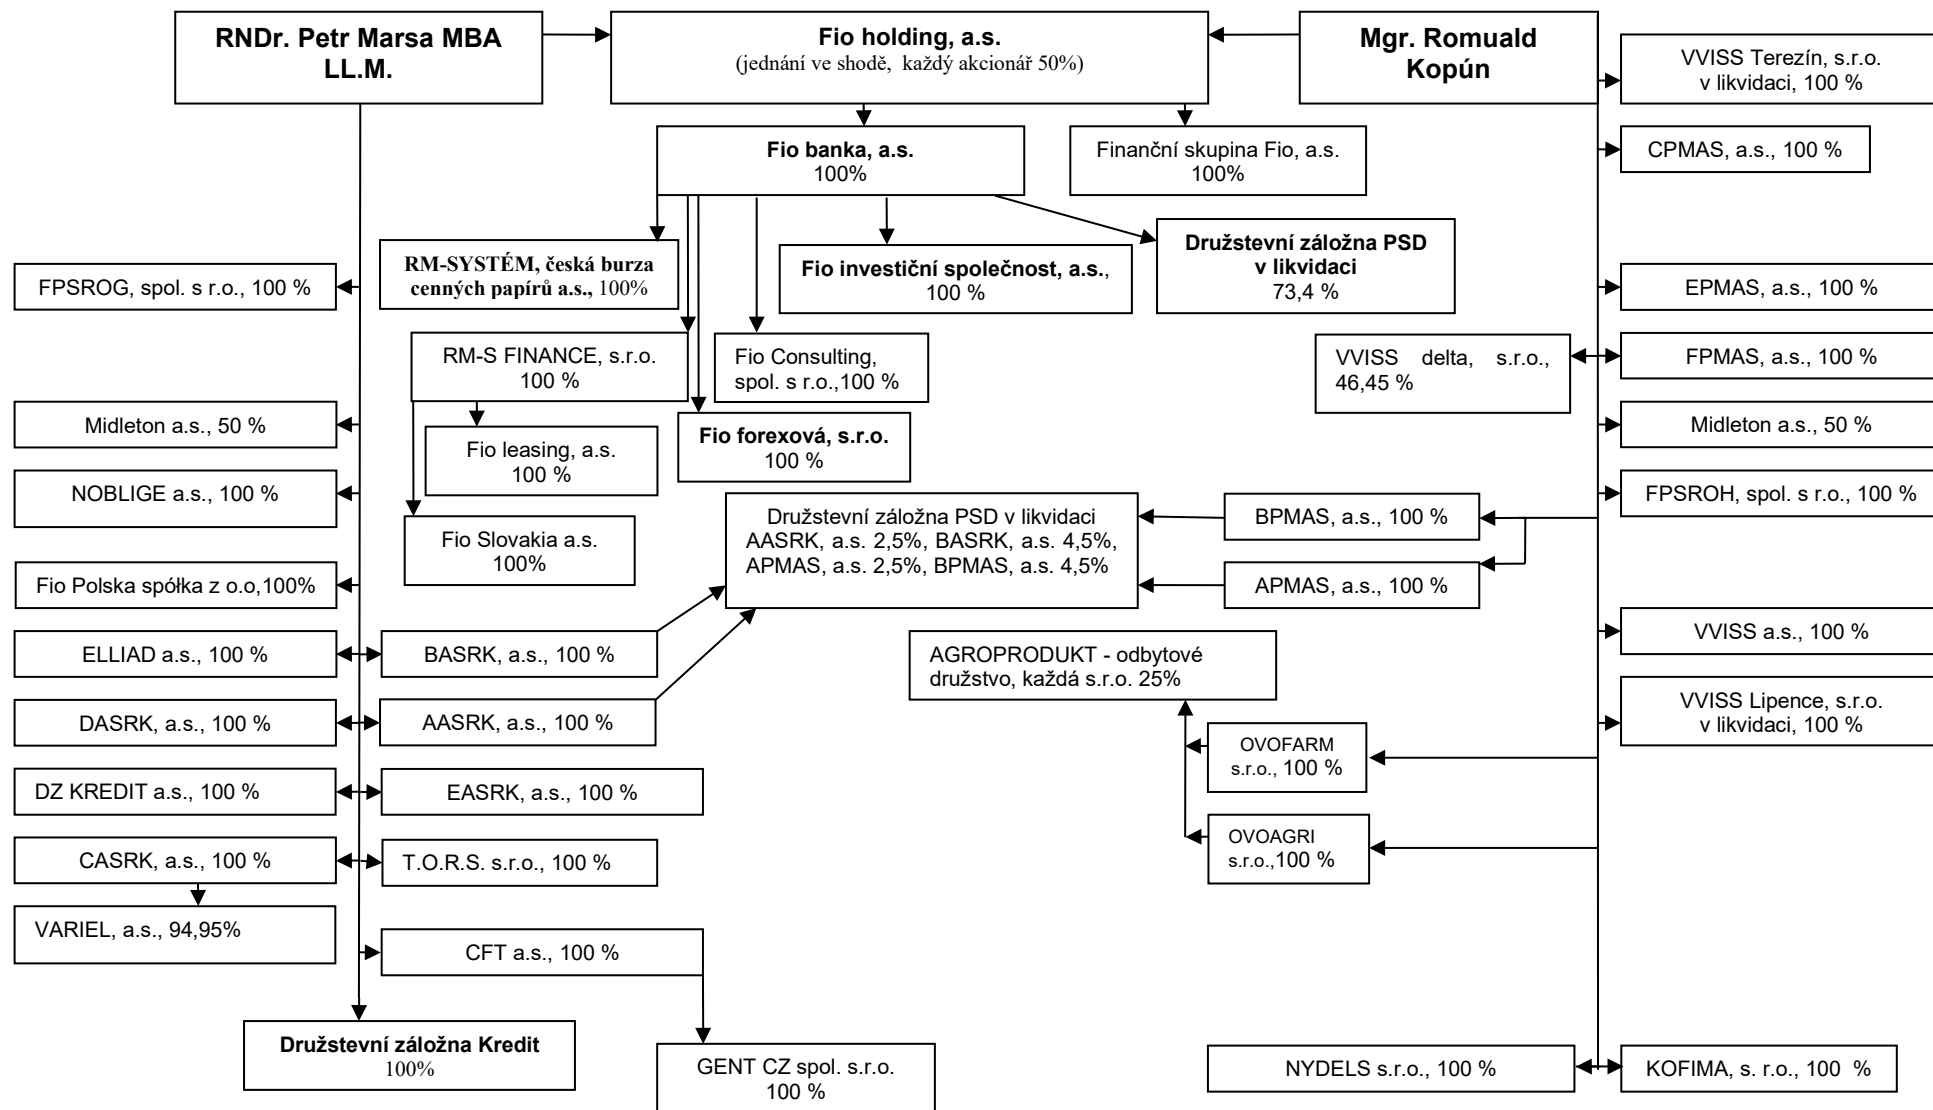 RNDr. Petr Marsa MBA
LL.M.
Fio holding, a.s.
(jednání ve shodě, každý akcionář 50%)
Mgr. Romuald
Kopún
VVISS Terezín, s.r.o.
v likvidaci, 100 %
Fio banka, a.s.
100%
Finanční skupina Fio, a.s.
100%
CPMAS, a.s., 100 %
RM-SYSTÉM, česká burza
cenných papírů a.s., 100%
Fio investiční společnost, a.s.,
100 %
Družstevní záložna PSD
v likvidaci
73,4 %
FPSROG, spol. s r.o., 100 %
EPMAS, a.s., 100 %
RM-S FINANCE, s.r.o.
100 %
Fio Consulting,
spol. s r.o.,100 %
VVISS delta, s.r.o.,
46,45 %
FPMAS, a.s., 100 %
Midleton a.s., 50 %
Fio leasing, a.s.
100 %
Fio forexová, s.r.o.
100 %
Midleton a.s., 50 %
NOBLIGE a.s., 100 %
FPSROH, spol. s r.o., 100 %
Fio Slovakia a.s.
100%
Družstevní záložna PSD v likvidaci
AASRK, a.s. 2,5%, BASRK, a.s. 4,5%,
APMAS, a.s. 2,5%, BPMAS, a.s. 4,5%
BPMAS, a.s., 100 %
APMAS, a.s., 100 %
Fio Polska spółka z o.o,100%
ELLIAD a.s., 100 %
BASRK, a.s., 100 %
AGROPRODUKT - odbytové
družstvo, každá s.r.o. 25%
VVISS a.s., 100 %
DASRK, a.s., 100 %
AASRK, a.s., 100 %
VVISS Lipence, s.r.o.
v likvidaci, 100 %
OVOFARM
s.r.o., 100 %
DZ KREDIT a.s., 100 %
EASRK, a.s., 100 %
OVOAGRI
s.r.o.,100 %
CASRK, a.s., 100 %
T.O.R.S. s.r.o., 100 %
VARIEL, a.s., 94,95%
CFT a.s., 100 %
Družstevní záložna Kredit
100%
GENT CZ spol. s.r.o.
100 %
NYDELS s.r.o., 100 %
KOFIMA, s. r.o., 100 %